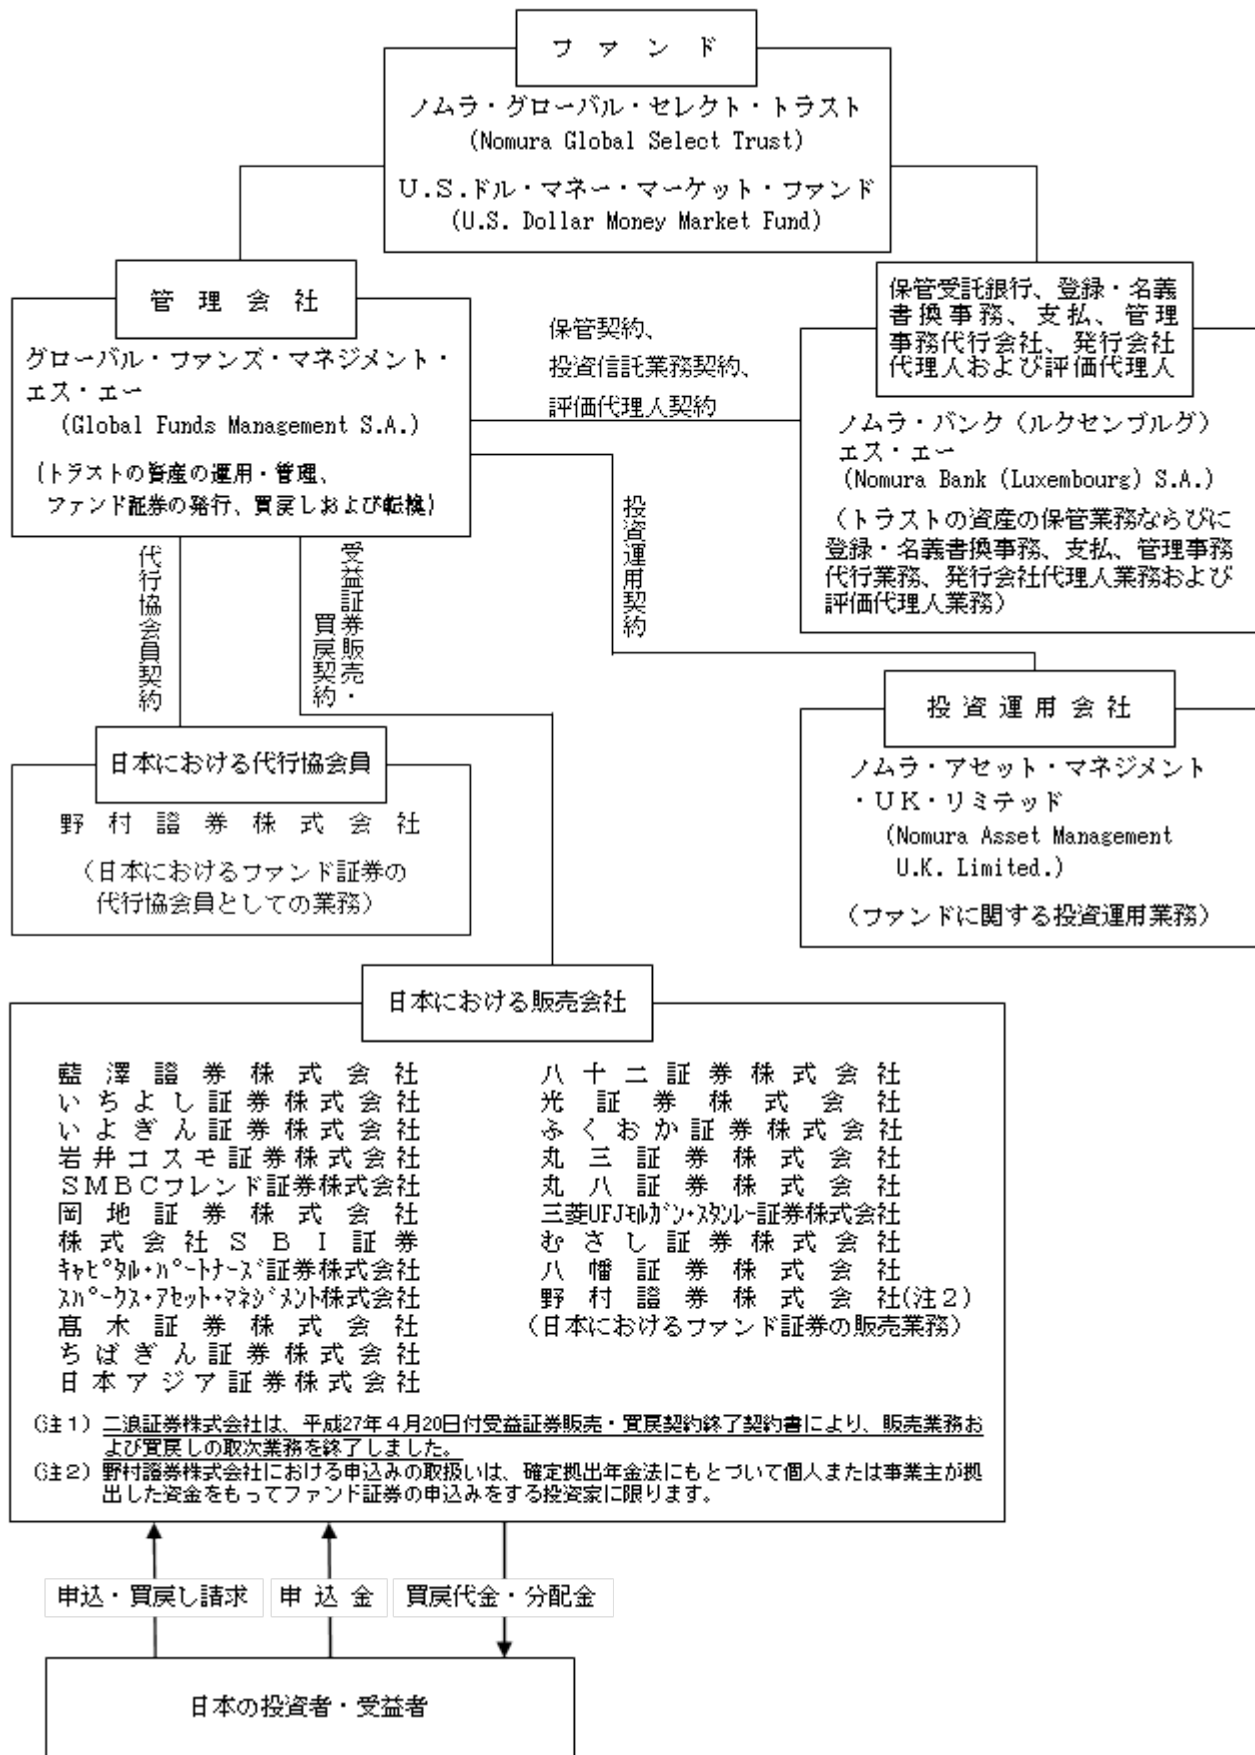 ファンド
ノムラ・グローバル・セレクト・トラスト
(Nomura Global Select Trust)
U.S.ドル・マネー・マーケット・ファンド
(U.S. Dollar Money Market Fund)
管理会社
グローバル・ファンズ・マネジメント・
エス・エー
(Global Funds Management S.A.)
(トラストの資産の運用・管理、
ファンド証券の発行、買戻しおよび転換)
保管契約、
投資信託業務契約、
評価代理人契約
保管受託銀行、登録・名義
書換事務、支払、管理
事務代行会社、発行会社
代理人および評価代理人
ノムラ・バンク(ルクセンブルグ)
エス・エー
(Nomura Bank (Luxembourg) S.A.)
(トラストの資産の保管業務ならびに
登録・名義書換事務、支払、管理事務
代行業務、発行会社代理人業務および
評価代理人業務)
代行協会員契約
受益証券販売・
買戻契約
投資運用契約
投資運用会社
ノムラ・アセット・マネジメント
・UK・リミテッド
(Nomura Asset Management
U.K. Limited.)
(ファンドに関する投資運用業務)
日本における代行協会員
野村證券株式会社
(日本におけるファンド証券の
代行協会員としての業務)
日本における販売会社
藍澤證券株式会社
いちよし証券株式会社
いよぎん証券株式会社
岩井コスモ証券株式会社
SMBCフレンド証券株式会社
岡地証券株式会社
株式会社SBI証券
キャピタル・パートナーズ証券株式会社
スパークス・アセット・マネジメント株式会社
髙木証券株式会社
ちばぎん証券株式会社
日本アジア証券株式会社
八十二証券株式会社
光証券株式会社
ふくおか証券株式会社
丸三証券株式会社
丸八証券株式会社
三菱UFJモルガン・スタンレー証券株式会社
むさし証券株式会社
八幡証券株式会社
野村證券株式会社(注2)
(日本におけるファンド証券の販売業務)
(注1) 二浪証券株式会社は、平成27年4月20日付受益証券販売・買戻契約終了契約書により、販売業務お
よび買戻しの取次業務を終了しました。
(注2) 野村證券株式会社における申込みの取扱いは、確定拠出年金法にもとづいて個人または事業主が拠
出した資金をもってファンド証券の申込みをする投資家に限ります。
申込・買戻し請求
申込金
買戻代金・分配金
日本の投資者・受益者